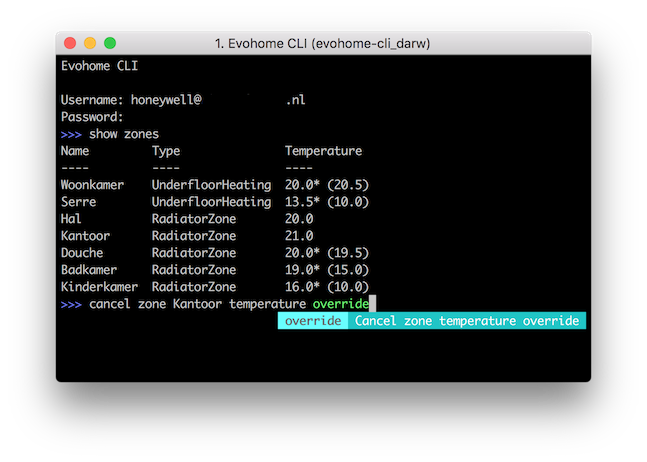 1. Evohome CLI (evohome-cli_darw)
Evohome CLI
Username: honeywell@ .nl
Password:
>>> show zones
Name Type Temperature
---- ---- ----
Woonkamer UnderfloorHeating 20.0* (20.5)
Serre UnderfloorHeating 13.5* (10.0)
Hal RadiatorZone 20.0
Kantoor RadiatorZone 21.0
Douche RadiatorZone 20.0* (19.5)
Badkamer RadiatorZone 19.0* (15.0)
Kinderkamer RadiatorZone 16.0* (10.0)
>>> cancel zone Kantoor temperature override
override Cancel zone temperature override